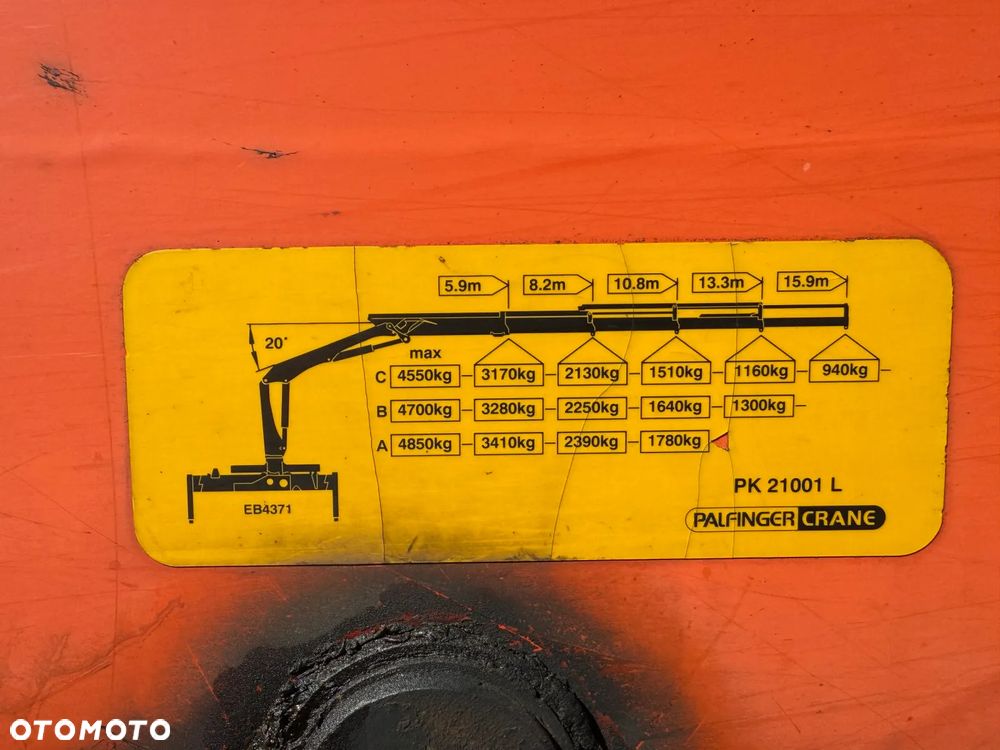 5.9m 8.2m 10.8m 13.3m 15.9m
20°
max
C 4550kg 3170kg 2130kg 1510kg 1160kg 940kg
B 4700kg 3280kg 2250kg 1640kg 1300kg
A 4850kg 3410kg 2390kg 1780kg
EB4371
PK 21001 L
PALFINGER CRANE
OTOMOTO